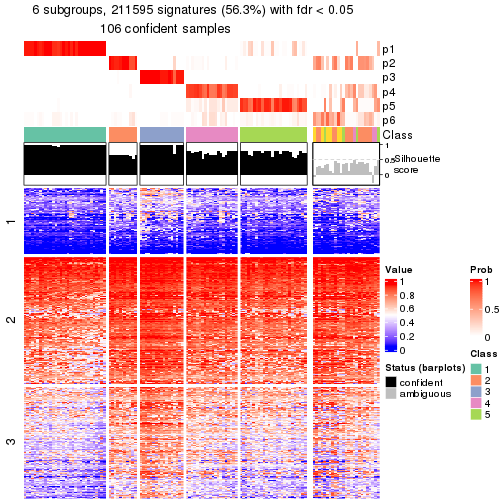 6 subgroups, 211595 signatures (56.3%) with fdr < 0.05
106 confident samples
p1
p2
p3
p4
p5
p6
Class
1
0.5
0
Silhouette
score
1
2
3
Value
1
0.8
0.6
0.4
0.2
0
Status (barplots)
confident
ambiguous
Prob
1
0.5
0
Class
1
2
3
4
5